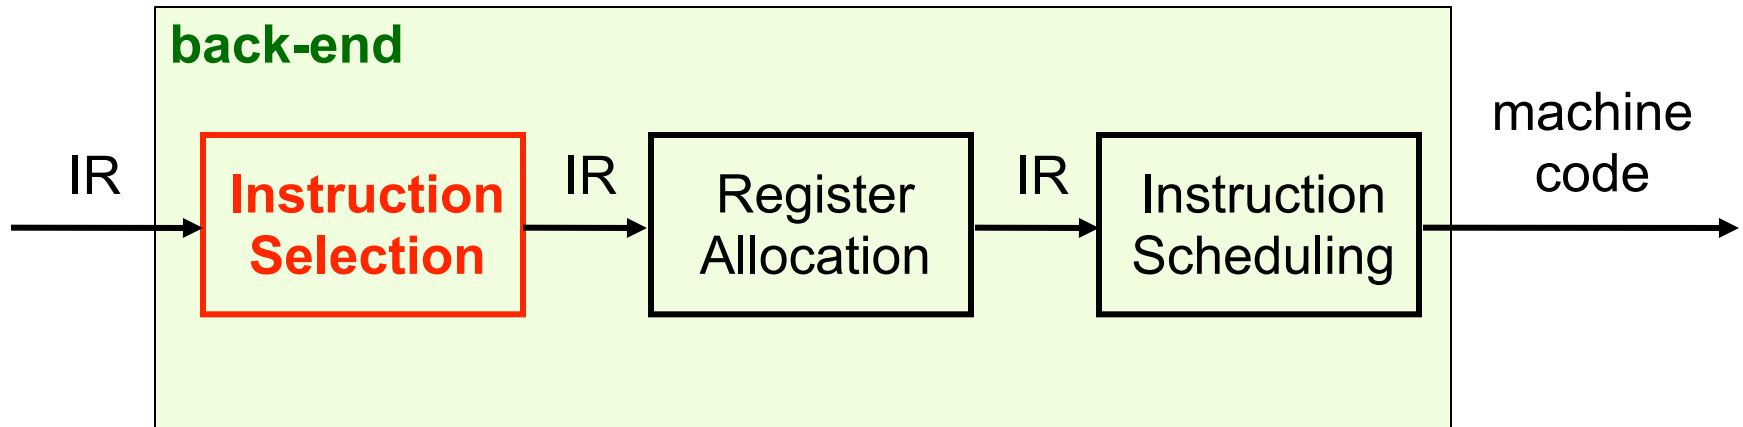 back-end
IR
Instruction
Selection
IR
Register
Allocation
IR
Instruction
Scheduling
machine
code